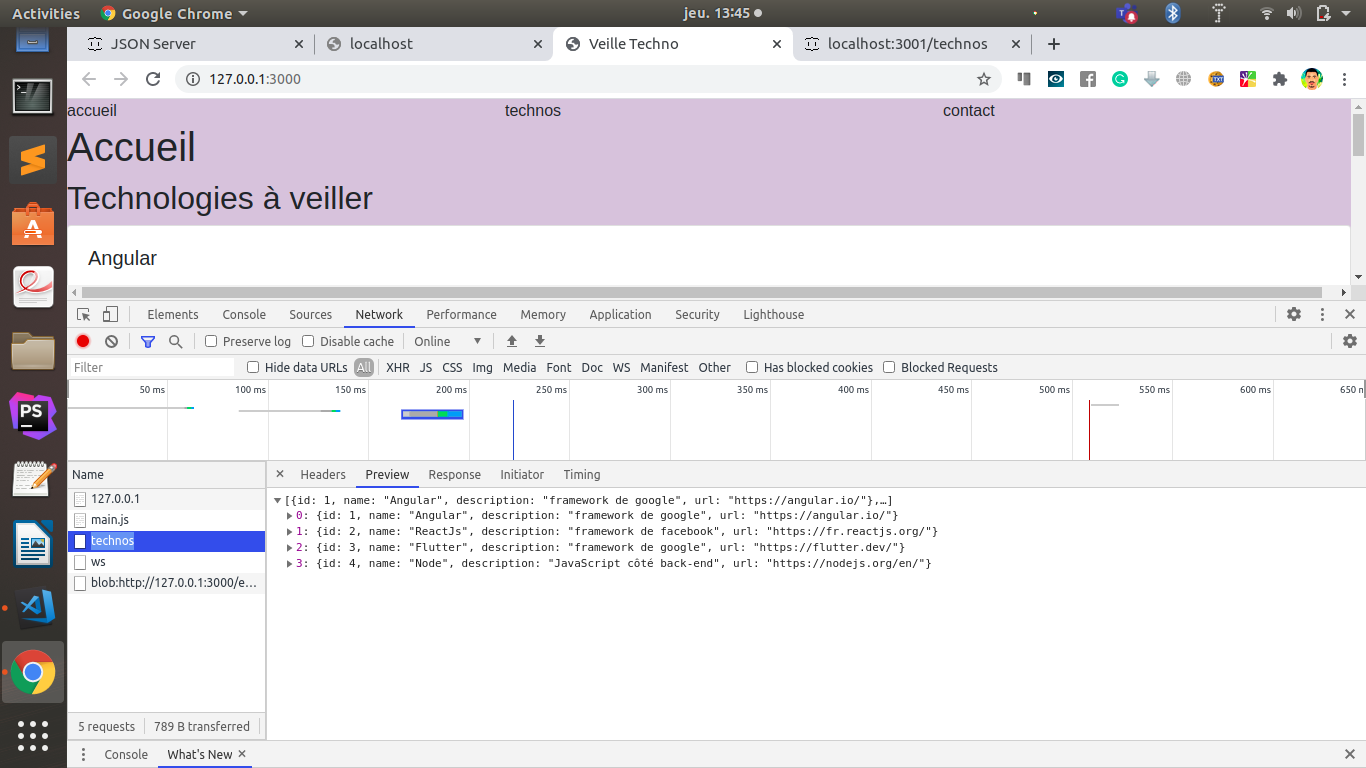 Activities Google Chrome jeu. 13:45
JSON Server localhost Veille Techno localhost:3001/technos
127.0.0.1:3000
accueil technos contact
Accueil
Technologies à veiller
Angular
Elements Console Sources Network Performance Memory Application Security Lighthouse
Preserve log Disable cache Online
Filter Hide data URLs All XHR JS CSS Img Media Font Doc WS Manifest Other Has blocked cookies Blocked Requests
50 ms 100 ms 150 ms 200 ms 250 ms 300 ms 350 ms 400 ms 450 ms 500 ms 550 ms 600 ms 650 n
Name Headers Preview Response Initiator Timing
127.0.0.1
main.js
technos
ws
blob:http://127.0.0.1:3000/e…
[{id: 1, name: "Angular", description: "framework de google", url: "https://angular.io/"},…]
0: {id: 1, name: "Angular", description: "framework de google", url: "https://angular.io/"}
1: {id: 2, name: "ReactJs", description: "framework de facebook", url: "https://fr.reactjs.org/"}
2: {id: 3, name: "Flutter", description: "framework de google", url: "https://flutter.dev/"}
3: {id: 4, name: "Node", description: "JavaScript côté back-end", url: "https://nodejs.org/en/"}
5 requests 789 B transferred
Console What's New
PS